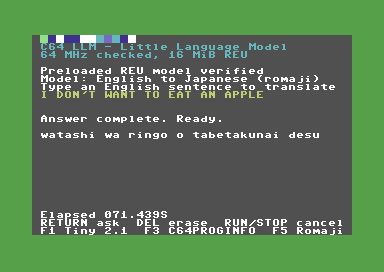 C64 LLM - Little Language Model
64 MHz checked, 16 MiB REU
Preloaded REU model verified
Model: English to Japanese (romaji)
Type an English sentence to translate
I DON'T WANT TO EAT AN APPLE
Answer complete. Ready.
watashi wa ringo o tabetakunai desu
Elapsed 071.439S
RETURN ask  DEL erase  RUN/STOP cancel
F1 Tiny 2.1  F3 C64PROGINFO  F5 Romaji